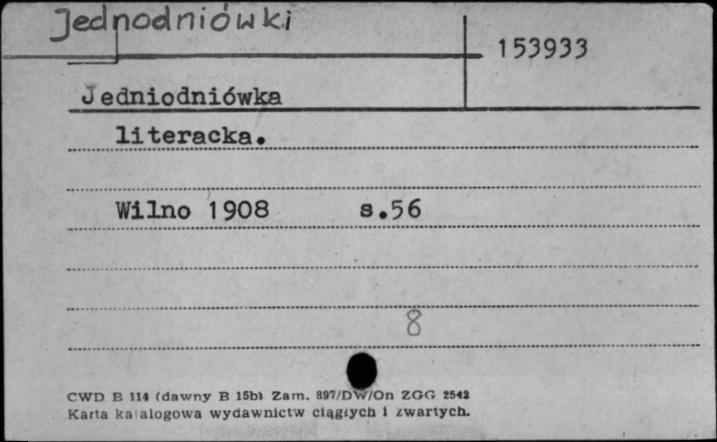 Jednodniówki
153933
Jedniodniówka
literacka.
Wilno 1908 s.56
8
CWD B 114 (dawny B 15b) Zam. 897/DW/On ZGG 2542
Karta katalogowa wydawnictw ciągłych i zwartych.